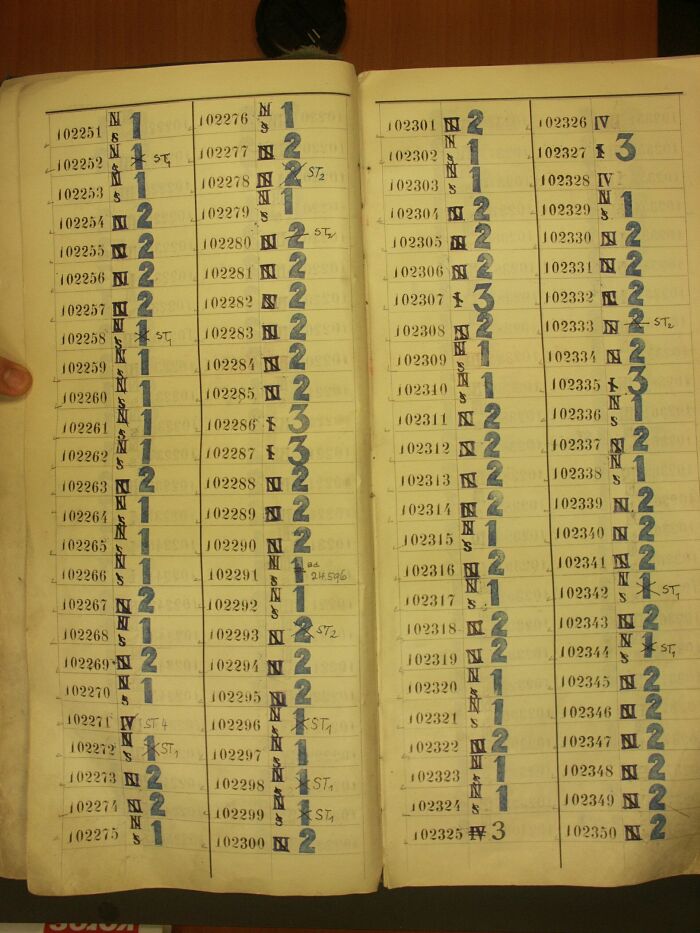 102251 N s 1
102252 N s 1 ST1
102253 N s 1
102254 N 2
102255 N 2
102256 N 2
102257 N 2
102258 N s 1 ST1
102259 N s 1
102260 N s 1
102261 N s 1
102262 N s 1
102263 N 2
102264 N s 1
102265 N s 1
102266 N s 1
102267 N 2
102268 N s 1
102269 N 2
102270 N s 1
102271 IV ST4
102272 N s 1 ST1
102273 N 2
102274 N 2
102275 N s 1
102276 N s 1
102277 N 2
102278 N 2 ST2
102279 N s 1
102280 N 2 ST2
102281 N 2
102282 N 2
102283 N 2
102284 N 2
102285 N 2
102286 I 3
102287 I 3
102288 N 2
102289 N 2
102290 N 2
102291 N s 1 24.596
102292 N s 1
102293 N 2 ST2
102294 N 2
102295 N 2
102296 N s 1 ST1
102297 N s 1
102298 N s 1 ST1
102299 N s 1 ST1
102300 N 2
102301 N 2
102302 N s 1
102303 N s 1
102304 N 2
102305 N 2
102306 N 2
102307 I 3
102308 N 2
102309 N s 1
102310 N s 1
102311 N 2
102312 N 2
102313 N 2
102314 N 2
102315 N s 1
102316 N 2
102317 N s 1
102318 N 2
102319 N 2
102320 N s 1
102321 N s 1
102322 N 2
102323 N s 1
102324 N s 1
102325 IV 3
102326 IV
102327 I 3
102328 IV
102329 N s 1
102330 N 2
102331 N 2
102332 N 2
102333 N 2 ST2
102334 N 2
102335 I 3
102336 N s 1
102337 N 2
102338 N s 1
102339 N 2
102340 N 2
102341 N 2
102342 N s 1 ST1
102343 N 2
102344 N s 1 ST1
102345 N 2
102346 N 2
102347 N 2
102348 N 2
102349 N 2
102350 N 2